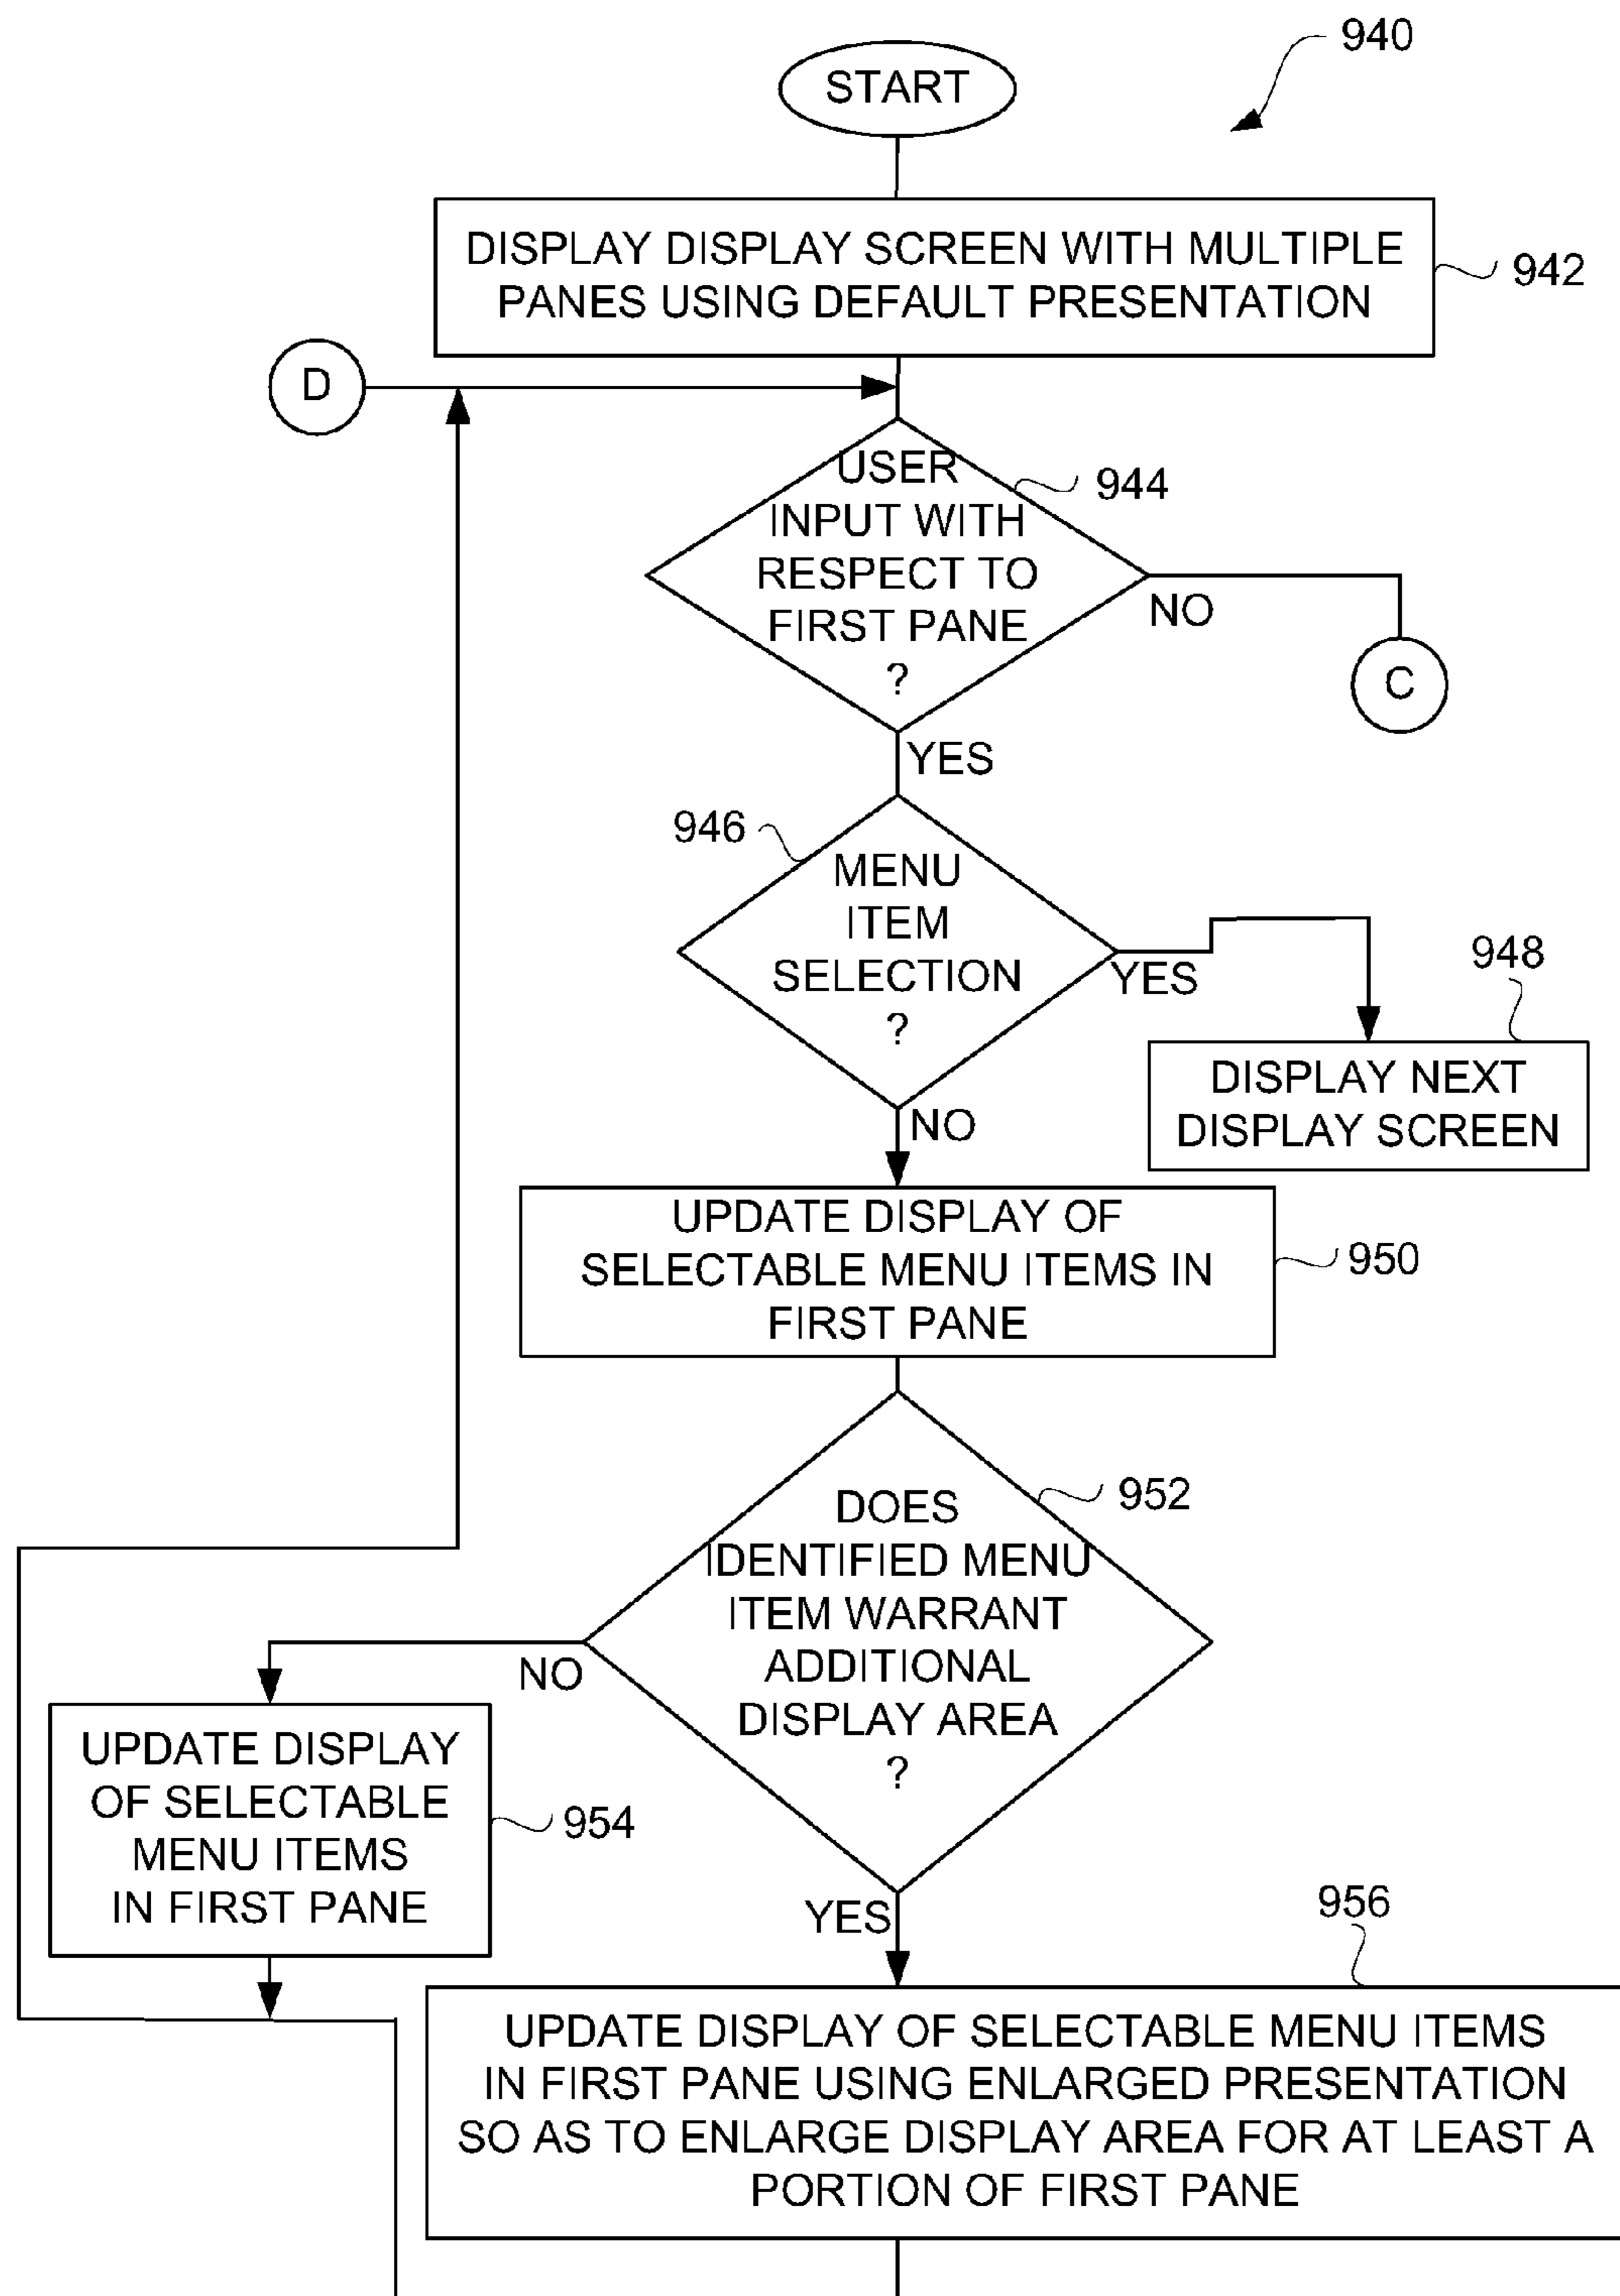 940
START
DISPLAY DISPLAY SCREEN WITH MULTIPLE
PANES USING DEFAULT PRESENTATION
942
D
USER
INPUT WITH
RESPECT TO
FIRST PANE
?
944
NO
C
YES
946
MENU
ITEM
SELECTION
?
YES
948
DISPLAY NEXT
DISPLAY SCREEN
NO
UPDATE DISPLAY OF
SELECTABLE MENU ITEMS IN
FIRST PANE
950
DOES
IDENTIFIED MENU
ITEM WARRANT
ADDITIONAL
DISPLAY AREA
?
952
NO
UPDATE DISPLAY
OF SELECTABLE
MENU ITEMS
IN FIRST PANE
954
YES
956
UPDATE DISPLAY OF SELECTABLE MENU ITEMS
IN FIRST PANE USING ENLARGED PRESENTATION
SO AS TO ENLARGE DISPLAY AREA FOR AT LEAST A
PORTION OF FIRST PANE